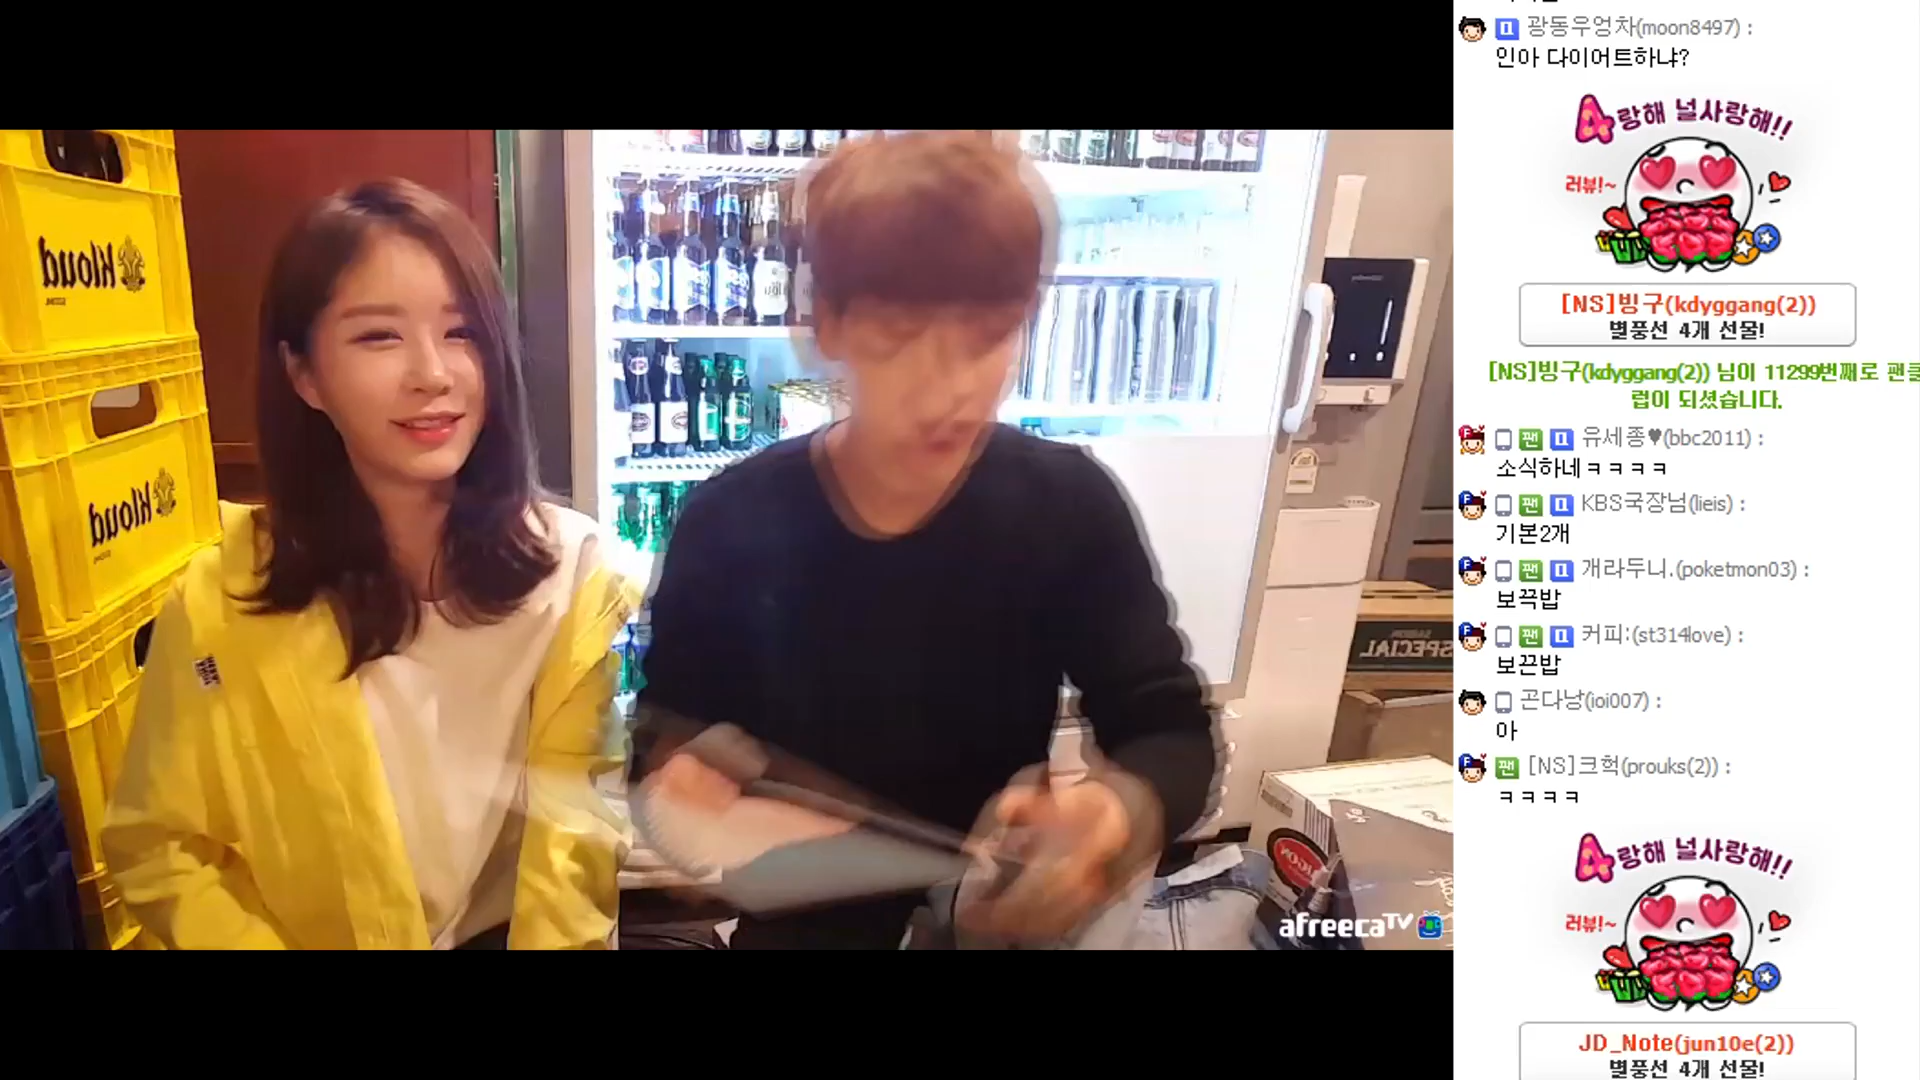 광동우엉차(moon8497) :
인아 다이어트하냐?
4랑해 널사랑해!!
러뷰!~
[NS]빙구(kdyggang(2))
별풍선 4개 선물!
[NS]빙구(kdyggang(2)) 님이 11299번째로 팬클
럽이 되셨습니다.
팬 유세종♥(bbc2011) :
소식하네ㅋㅋㅋㅋ
팬 KBS국장님(lieis) :
기본2개
팬 개라두니.(poketmon03) :
보끅밥
팬 커피:(st314love) :
보끈밥
곤다낭(ioi007) :
아
팬 [NS]크헉(prouks(2)) :
ㅋㅋㅋㅋ
4랑해 널사랑해!!
러뷰!~
JD_Note(jun10e(2))
별풍선 4개 선물!
kloud
kloud
SPECIAL
afreecaTV